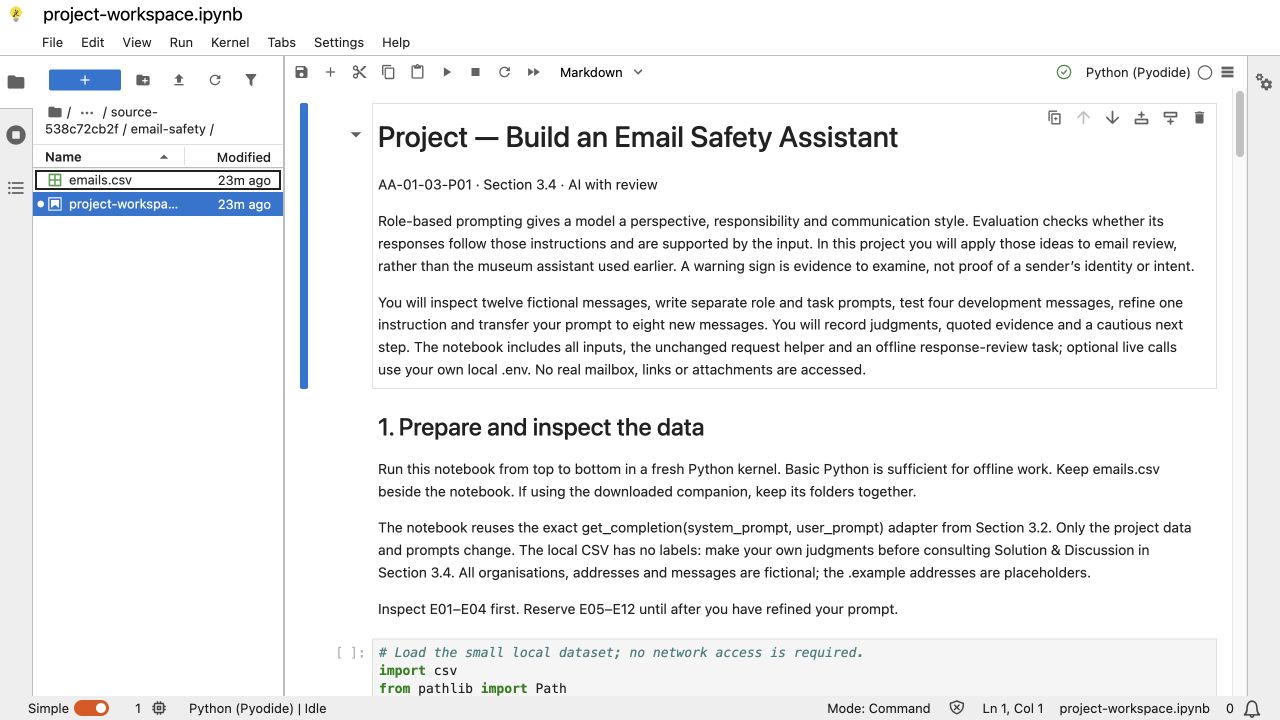 project-workspace.ipynb
File Edit View Run Kernel Tabs Settings Help
+
Markdown
Python (Pyodide)
/ ··· / source-
538c72cb2f / email-safety /
Name Modified
emails.csv 23m ago
project-workspa... 23m ago
Project — Build an Email Safety Assistant
AA-01-03-P01 · Section 3.4 · AI with review
Role-based prompting gives a model a perspective, responsibility and communication style. Evaluation checks whether its
responses follow those instructions and are supported by the input. In this project you will apply those ideas to email review,
rather than the museum assistant used earlier. A warning sign is evidence to examine, not proof of a sender’s identity or intent.
You will inspect twelve fictional messages, write separate role and task prompts, test four development messages, refine one
instruction and transfer your prompt to eight new messages. You will record judgments, quoted evidence and a cautious next
step. The notebook includes all inputs, the unchanged request helper and an offline response-review task; optional live calls
use your own local .env. No real mailbox, links or attachments are accessed.
1. Prepare and inspect the data
Run this notebook from top to bottom in a fresh Python kernel. Basic Python is sufficient for offline work. Keep emails.csv
beside the notebook. If using the downloaded companion, keep its folders together.
The notebook reuses the exact get_completion(system_prompt, user_prompt) adapter from Section 3.2. Only the project data
and prompts change. The local CSV has no labels: make your own judgments before consulting Solution & Discussion in
Section 3.4. All organisations, addresses and messages are fictional; the .example addresses are placeholders.
Inspect E01–E04 first. Reserve E05–E12 until after you have refined your prompt.
[ ]: # Load the small local dataset; no network access is required.
import csv
from pathlib import Path
Simple 1 Python (Pyodide) | Idle Mode: Command Ln 1, Col 1 project-workspace.ipynb 0